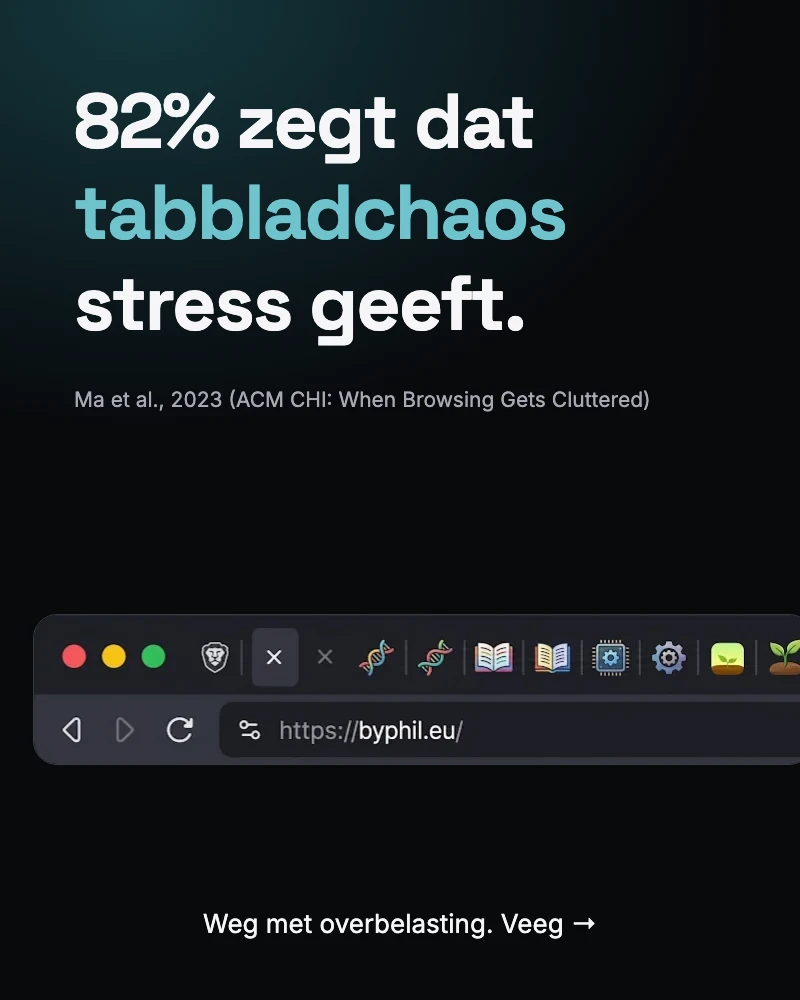 82% zegt dat
tabbladchaos
stress geeft.
Ma et al., 2023 (ACM CHI: When Browsing Gets Cluttered)
https://byphil.eu/
Weg met overbelasting. Veeg →